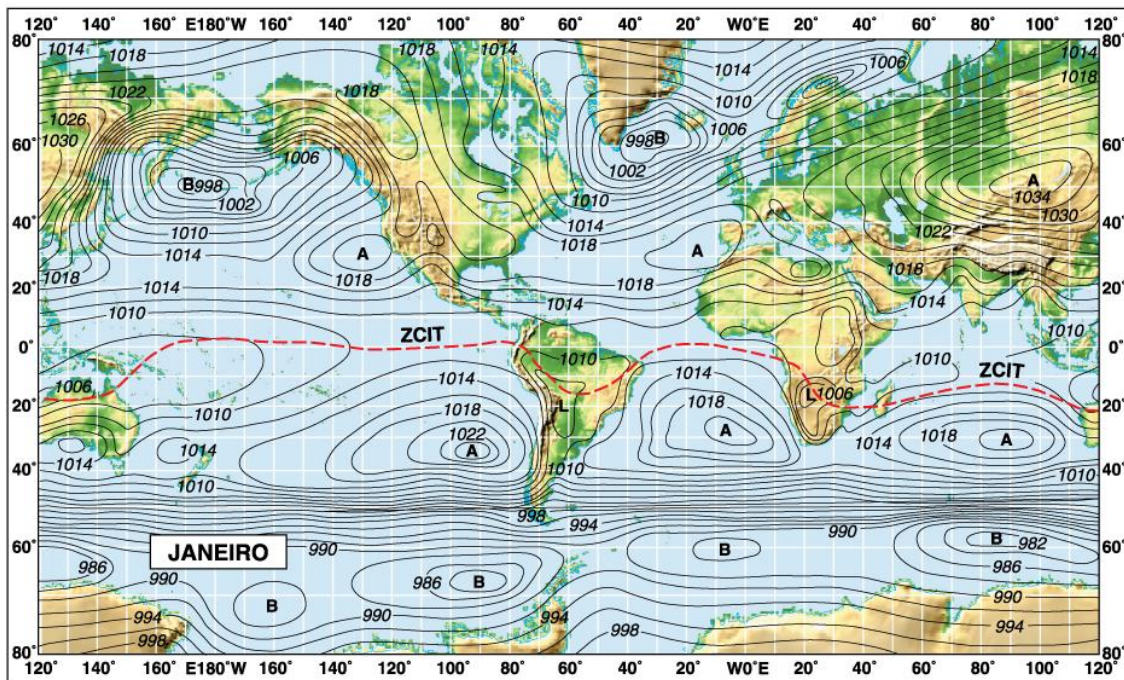 120 140 160 E180°W 160 140 120 100 80 60 40 20 W0°E 20 40 60 80 100 120°
80° 1014 1018 1018 1014 1014 1006 1014 80°
1022 1018 1010 1018
1026
1030 1006 998 B 1006
60° 60°
B 998 1002 A
1002 1010 1034
40° 1010 1018 1022 1030 40°
1014 A A
1018 1018 1018 1018
20° 1014 1014 1014 20°
1010 ZCIT 1010
0° 1010 0°
1006 1014 1014 L 1006 ZCIT
20° 1010 1018 L 1018 20°
1022 A 1014 1018 A
1014 1014 A
40° 1010 1010 1010 40°
998 994 990
JANEIRO 990 B B 982
60° 60°
986 990 986 B 986
B 990 990
994 994 994
998 998
80° 80°
120 140 160 E180°W 160 140 120 100 80 60 40 20 W0°E 20 40 60 80 100 120°